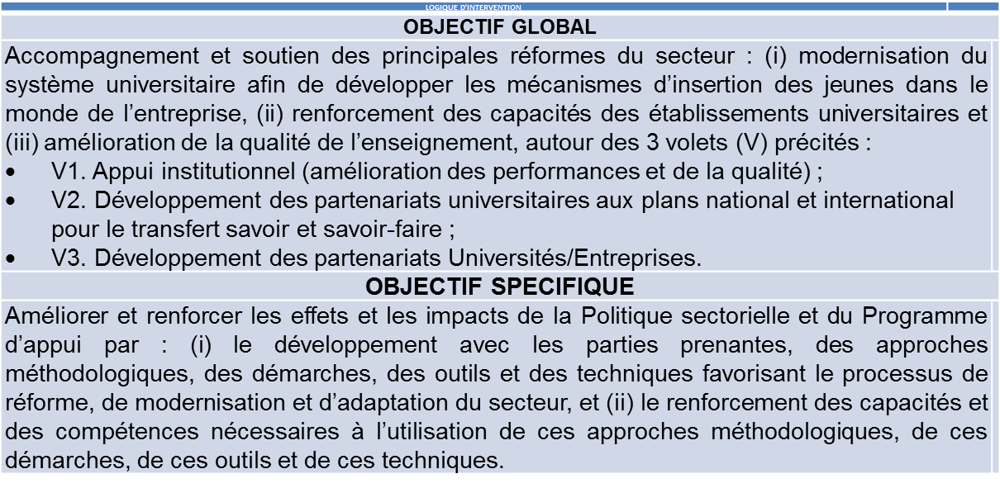 LOGIQUE D'INTERVENTION
OBJECTIF GLOBAL
Accompagnement et soutien des principales réformes du secteur : (i) modernisation du
système universitaire afin de développer les mécanismes d’insertion des jeunes dans le
monde de l’entreprise, (ii) renforcement des capacités des établissements universitaires et
(iii) amélioration de la qualité de l’enseignement, autour des 3 volets (V) précités :
• V1. Appui institutionnel (amélioration des performances et de la qualité) ;
• V2. Développement des partenariats universitaires aux plans national et international
pour le transfert savoir et savoir-faire ;
• V3. Développement des partenariats Universités/Entreprises.
OBJECTIF SPECIFIQUE
Améliorer et renforcer les effets et les impacts de la Politique sectorielle et du Programme
d’appui par : (i) le développement avec les parties prenantes, des approches
méthodologiques, des démarches, des outils et des techniques favorisant le processus de
réforme, de modernisation et d’adaptation du secteur, et (ii) le renforcement des capacités et
des compétences nécessaires à l’utilisation de ces approches méthodologiques, de ces
démarches, de ces outils et de ces techniques.